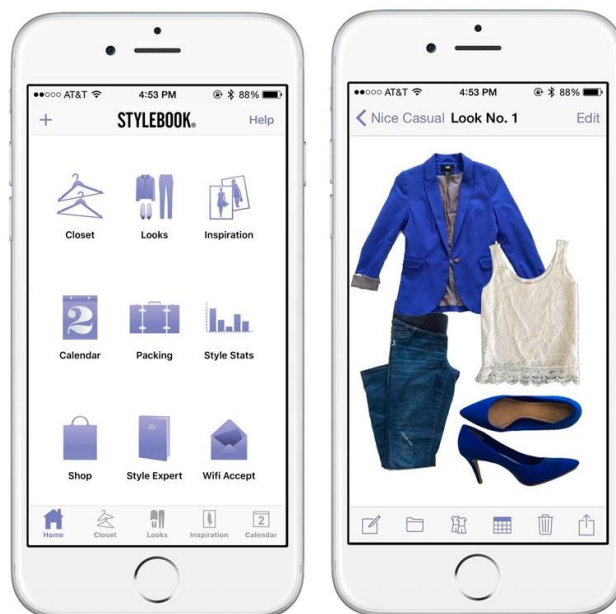 AT&T 4:53 PM 88%
+ STYLEBOOK® Help
Closet Looks Inspiration
2
Calendar Packing Style Stats
Shop Style Expert Wifi Accept
2
Home Closet Looks Inspiration Calendar
AT&T 4:53 PM 88%
Nice Casual Look No. 1 Edit